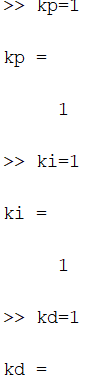 >> kp=1
kp =
1
>> ki=1
ki =
1
>> kd=1
kd =